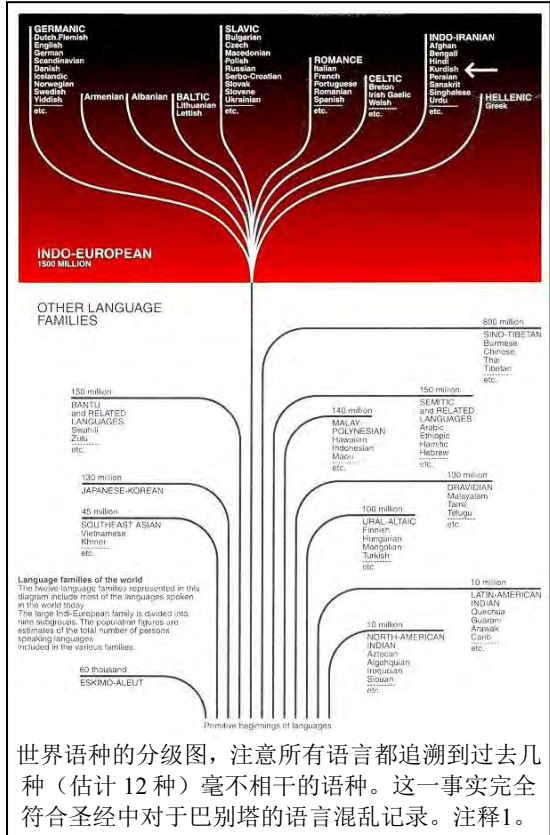 GERMANIC
Dutch.Flemish
English
German
Scandinavian
Danish
Icelandic
Norwegian
Swedish
Yiddish
etc.
Armenian
Albanian
BALTIC
Lithuanian
Lettish
SLAVIC
Bulgarian
Czech
Macedonian
Polish
Russian
Serbo-Croatian
Slovak
Slovene
Ukrainian
etc.
ROMANCE
Italian
French
Portuguese
Romanian
Spanish
etc.
CELTIC
Breton
Irish Gaelic
Welsh
etc.
INDO-IRANIAN
Afghan
Bengali
Hindi
Kurdish
Persian
Sanskrit
Singhalese
Urdu
etc.
HELLENIC
Greek
INDO-EUROPEAN
1500 MILLION
OTHER LANGUAGE
FAMILIES
800 million
SINO-TIBETAN
Burmese
Chinese
Thai
Tibetan
etc.
150 million
BANTU
and RELATED
LANGUAGES
Swahili
Zulu
etc.
150 million
SEMITIC
and RELATED
LANGUAGES
Arabic
Ethiopic
Hamitic
Hebrew
etc.
140 million
MALAY-
POLYNESIAN
Hawaiian
Indonesian
Maori
etc.
130 million
JAPANESE-KOREAN
130 million
DRAVIDIAN
Malayalam
Tamil
Telugu
etc.
45 million
SOUTHEAST ASIAN
Vietnamese
Khmer
etc.
100 million
URAL-ALTAIC
Finnish
Hungarian
Mongolian
Turkish
etc.
Language families of the world
The twelve language families represented in this
diagram include most of the languages spoken
in the world today.
The large Indi-European family is divided into
nine subgroups. The population figures are
estimates of the total number of persons
speaking languages
included in the various families.
10 million
LATIN-AMERICAN
INDIAN
Quechua
Guarani
Arawak
Carib
etc.
10 million
NORTH-AMERICAN
INDIAN
Aztecan
Algohquian
Iroquoian
Siouan
etc.
60 thousand
ESKIMO-ALEUT
Primitive beginnings of languages
世界语种的分级图，注意所有语言都追溯到过去几
种（估计 12 种）毫不相干的语种。这一事实完全
符合圣经中对于巴别塔的语言混乱记录。注释1。